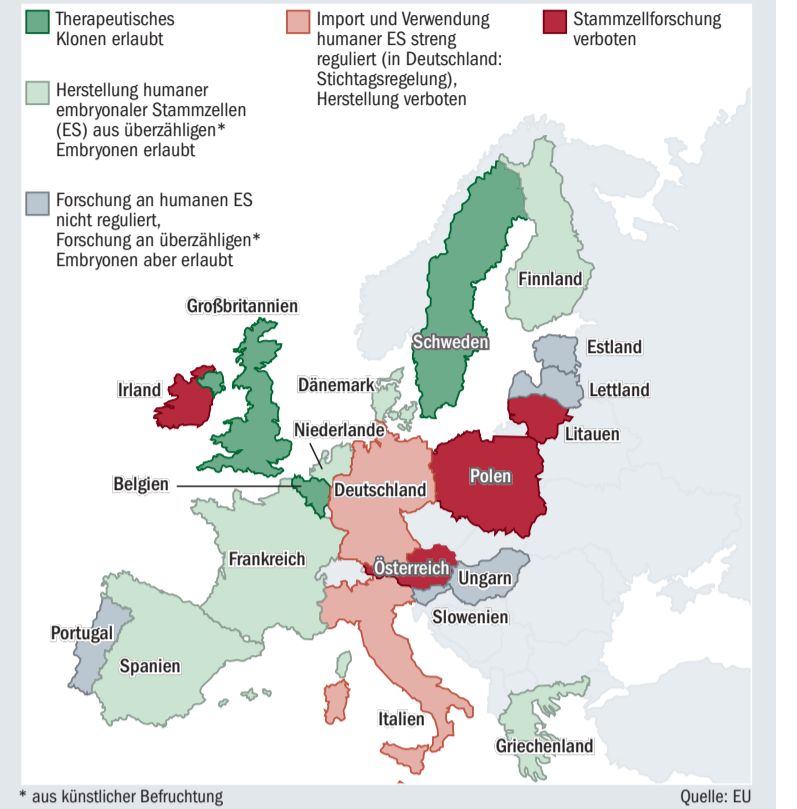 Therapeutisches
Klonen erlaubt
Herstellung humaner
embryonaler Stammzellen
(ES) aus überzähligen*
Embryonen erlaubt
Forschung an humanen ES
nicht reguliert,
Forschung an überzähligen*
Embryonen aber erlaubt
Import und Verwendung
humaner ES streng
reguliert (in Deutschland:
Stichtagsregelung),
Herstellung verboten
Stammzellforschung
verboten
Finnland
Großbritannien
Schweden
Estland
Irland
Dänemark
Lettland
Niederlande
Litauen
Belgien
Deutschland
Polen
Frankreich
Österreich
Ungarn
Slowenien
Portugal
Spanien
Italien
Griechenland
* aus künstlicher Befruchtung
Quelle: EU